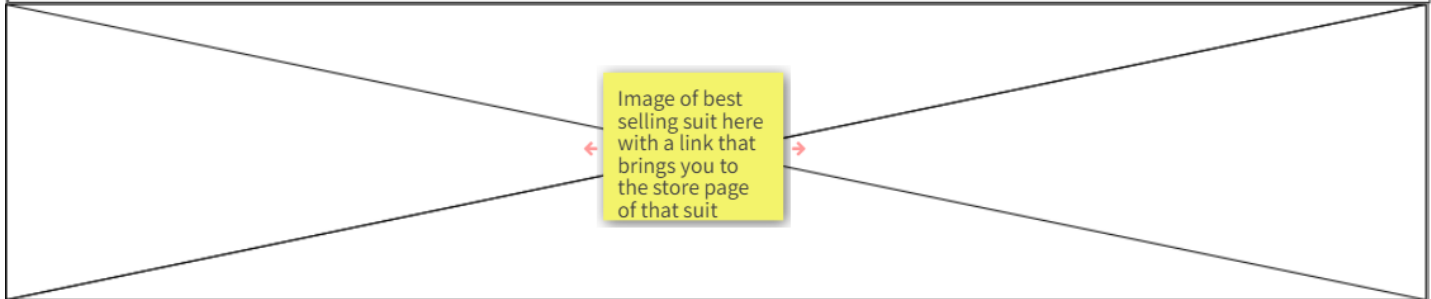 Image of best
selling suit here
with a link that
brings you to
the store page
of that suit